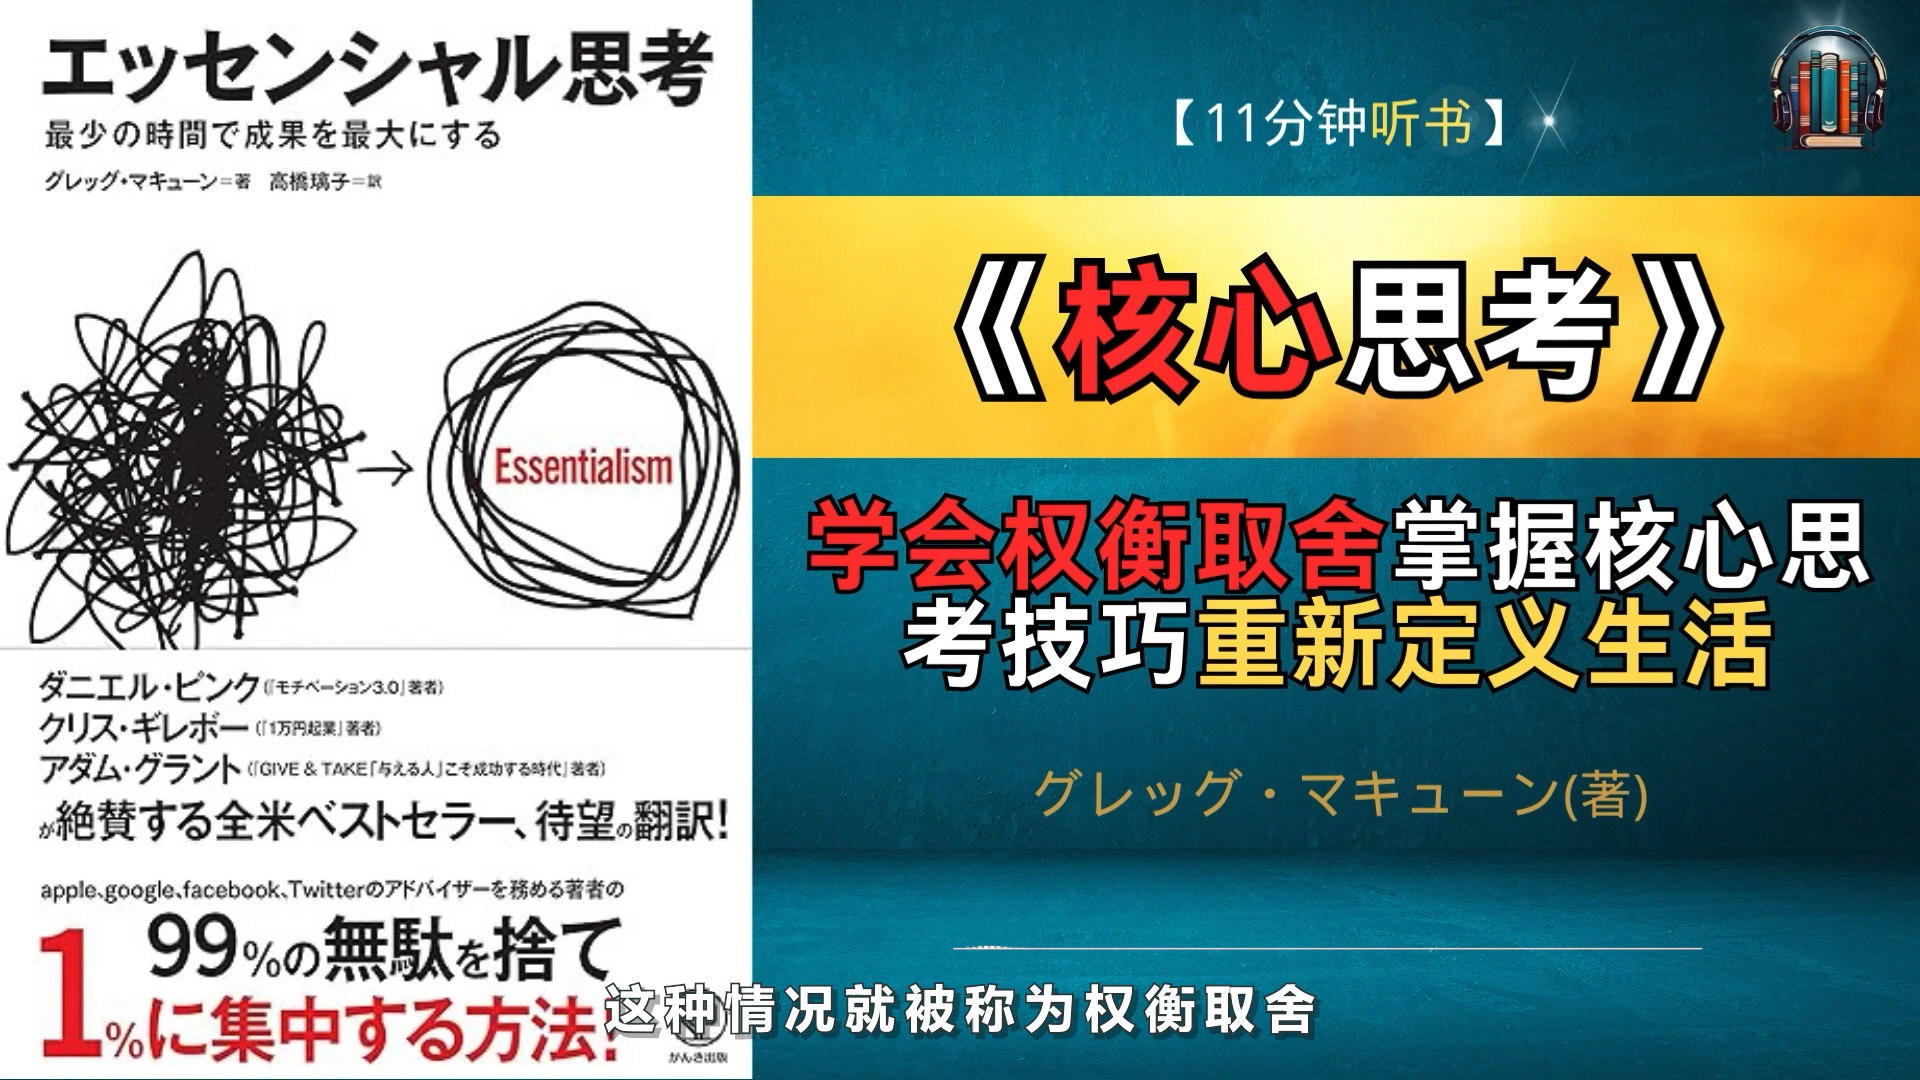 エッセンシャル思考
最少の時間で成果を最大にする
グレッグ・マキューン=著 高橋璃子=訳
Essentialism
ダニエル・ピンク(『モチベーション3.0』著者)
クリス・ギレボー(『1万円起業』著者)
アダム・グラント(『GIVE & TAKE「与える人」こそ成功する時代』著者)
が絶賛する全米ベストセラー、待望の翻訳!
apple、google、facebook、Twitterのアドバイザーを務める著者の
99%の無駄を捨て
1%に集中する方法!
かんき出版
【11分钟听书】
《核心思考》
学会权衡取舍掌握核心思
考技巧重新定义生活
グレッグ・マキューン(著)
这种情况就被称为权衡取舍